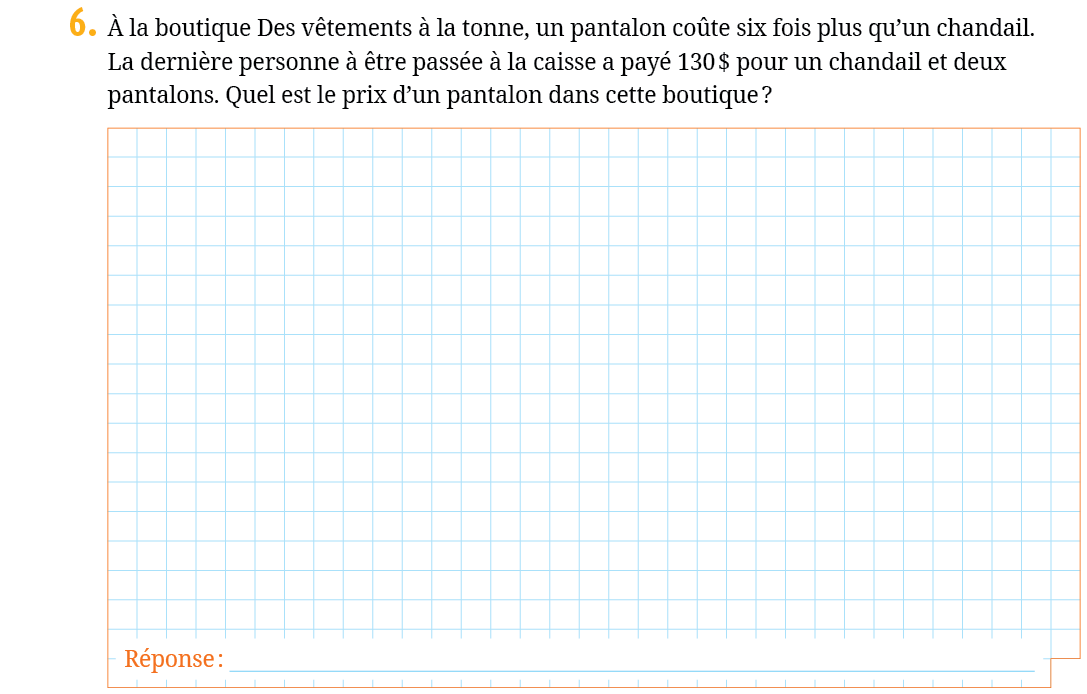 6. À la boutique Des vêtements à la tonne, un pantalon coûte six fois plus qu’un chandail.
La dernière personne à être passée à la caisse a payé 130 $ pour un chandail et deux
pantalons. Quel est le prix d’un pantalon dans cette boutique ?
Réponse :